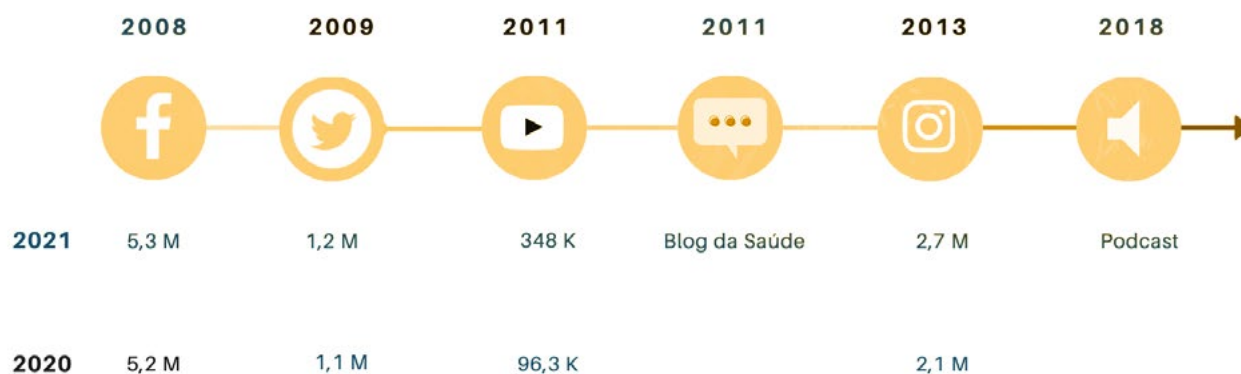 2008 2009 2011 2011 2013 2018
2021 5,3 M 1,2 M 348 K Blog da Saúde 2,7 M Podcast
2020 5,2 M 1,1 M 96,3 K 2,1 M